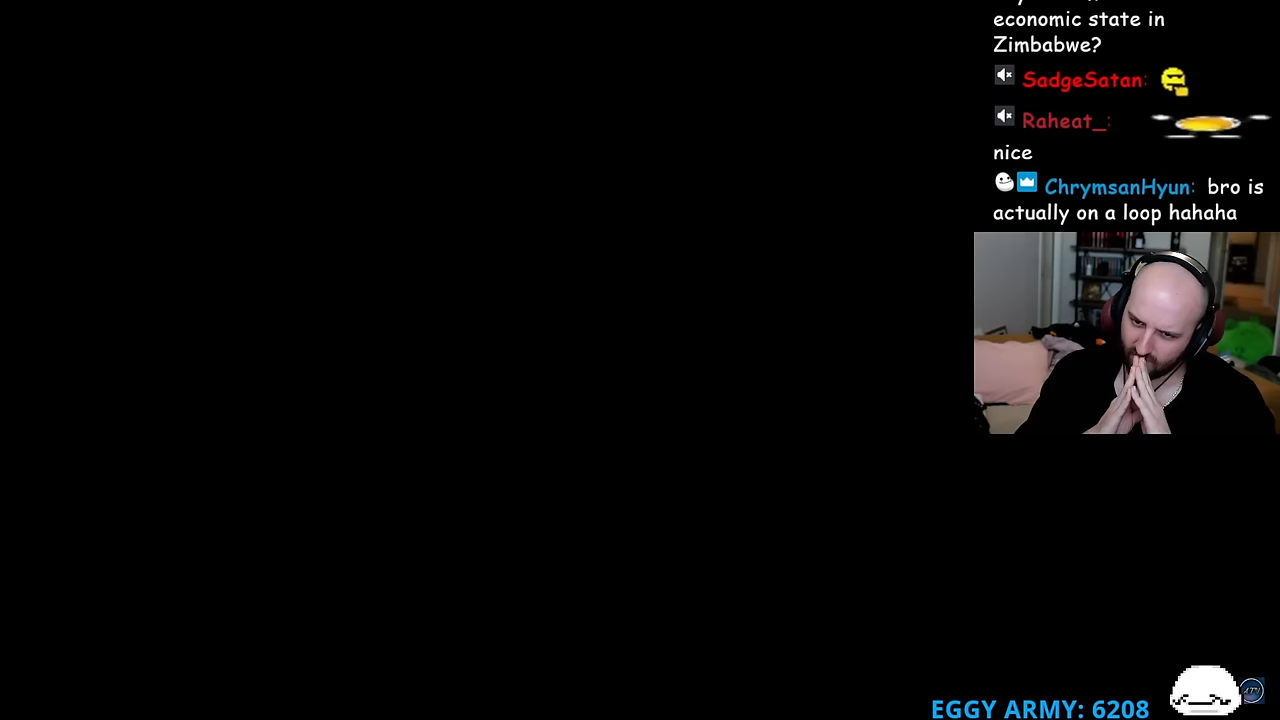 economic state in
Zimbabwe?
SadgeSatan:
Raheat_:
nice
ChrymsanHyun: bro is
actually on a loop hahaha
EGGY ARMY: 6208